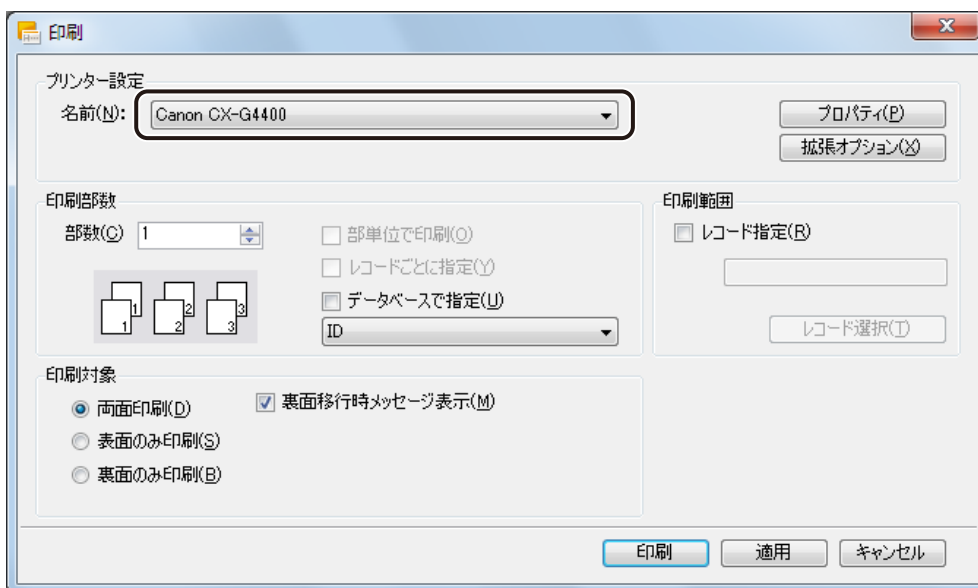 印刷
プリンター設定
名前(N): Canon CX-G4400
プロパティ(P)
拡張オプション(X)
印刷部数
部数(C) 1
部単位で印刷(O)
レコードごとに指定(Y)
データベースで指定(U)
ID
1 1 2 2 3 3
印刷範囲
レコード指定(R)
レコード選択(T)
印刷対象
両面印刷(D)
裏面移行時メッセージ表示(M)
表面のみ印刷(S)
裏面のみ印刷(B)
印刷 適用 キャンセル